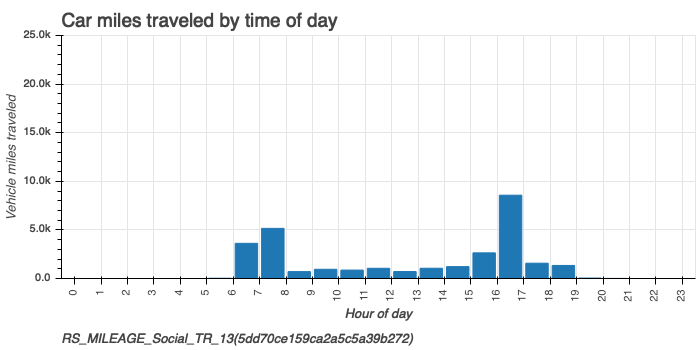 Car miles traveled by time of day
25.0k
20.0k
15.0k
10.0k
5.0k
0.0
Vehicle miles traveled
0 1 2 3 4 5 6 7 8 9 10 11 12 13 14 15 16 17 18 19 20 21 22 23
Hour of day
RS_MILEAGE_Social_TR_13(5dd70ce159ca2a5c5a39b272)